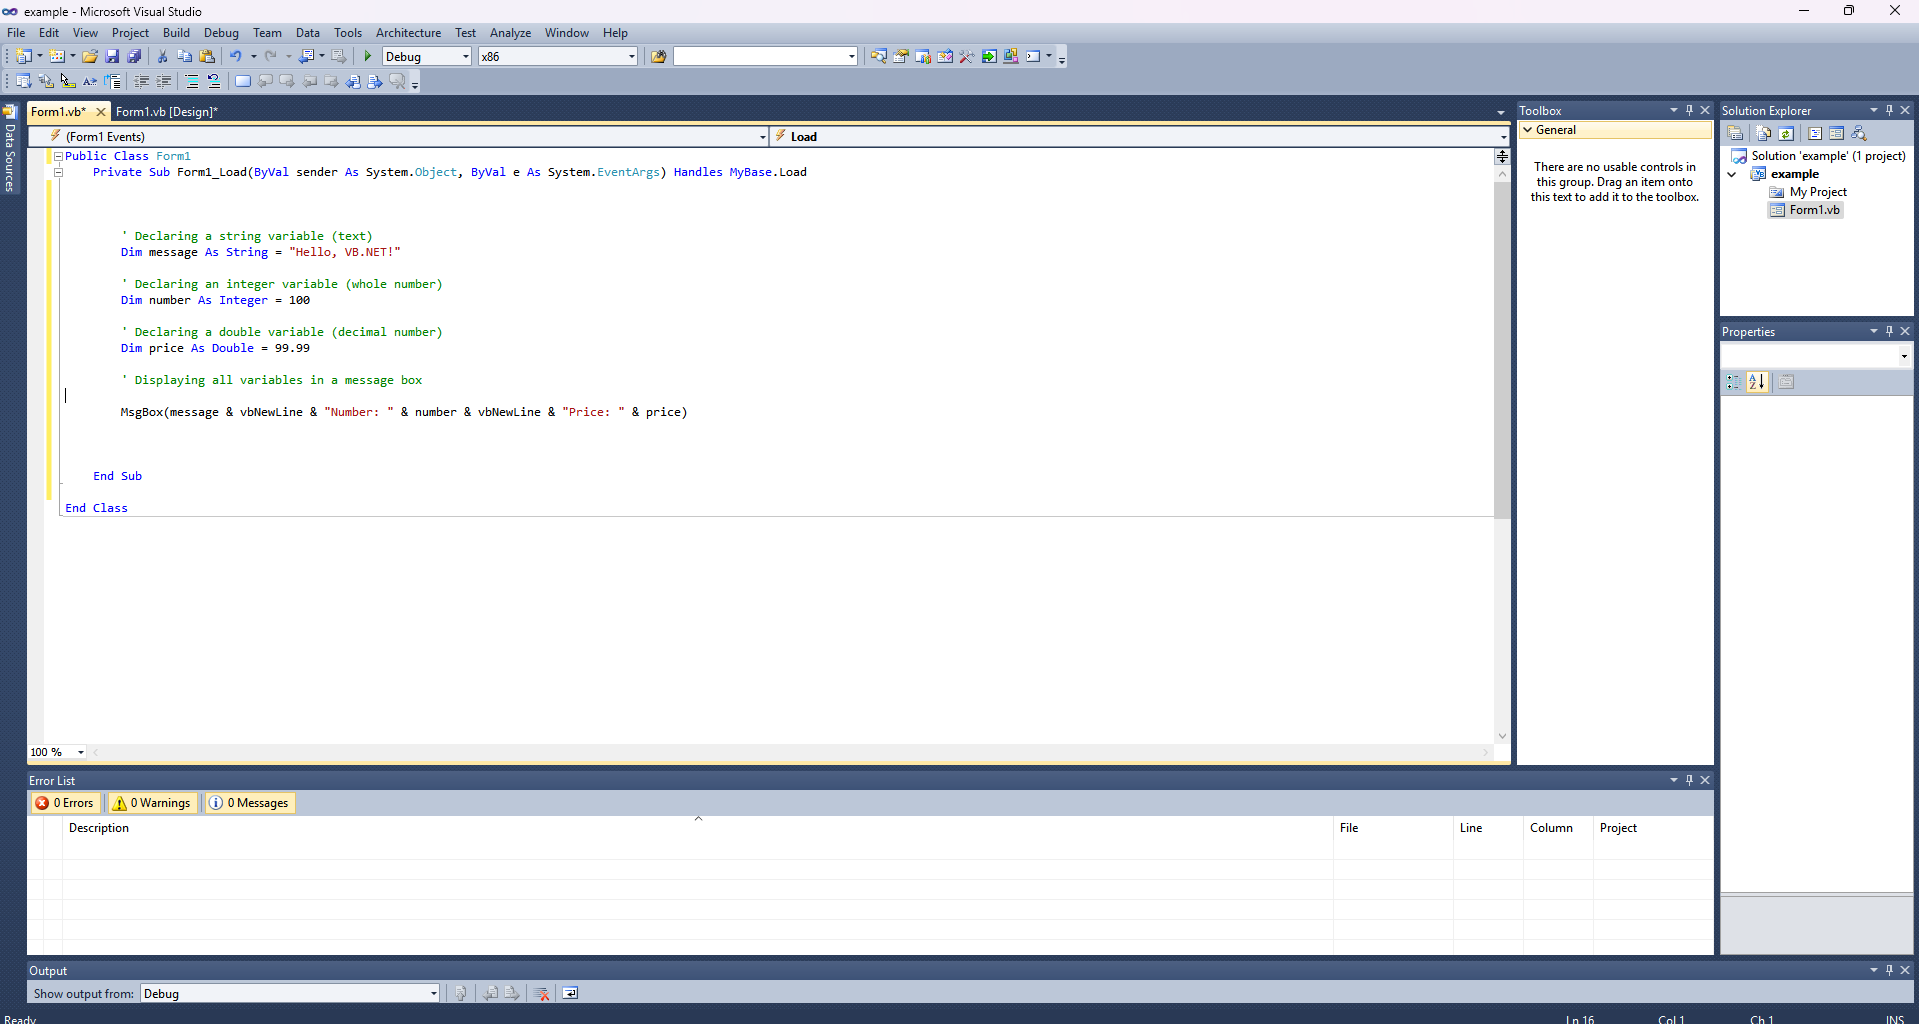 example - Microsoft Visual Studio
File Edit View Project Build Debug Team Data Tools Architecture Test Analyze Window Help
Debug x86
Data Sources
Form1.vb* Form1.vb [Design]*
(Form1 Events) Load
Public Class Form1
Private Sub Form1_Load(ByVal sender As System.Object, ByVal e As System.EventArgs) Handles MyBase.Load
' Declaring a string variable (text)
Dim message As String = "Hello, VB.NET!"
' Declaring an integer variable (whole number)
Dim number As Integer = 100
' Declaring a double variable (decimal number)
Dim price As Double = 99.99
' Displaying all variables in a message box
MsgBox(message & vbNewLine & "Number: " & number & vbNewLine & "Price: " & price)
End Sub
End Class
100 %
Toolbox
General
There are no usable controls in
this group. Drag an item onto
this text to add it to the toolbox.
Solution Explorer
Solution 'example' (1 project)
example
My Project
Form1.vb
Properties
Error List
0 Errors 0 Warnings 0 Messages
Description File Line Column Project
Output
Show output from: Debug
Ready Ln 16 Col 1 Ch 1 INS